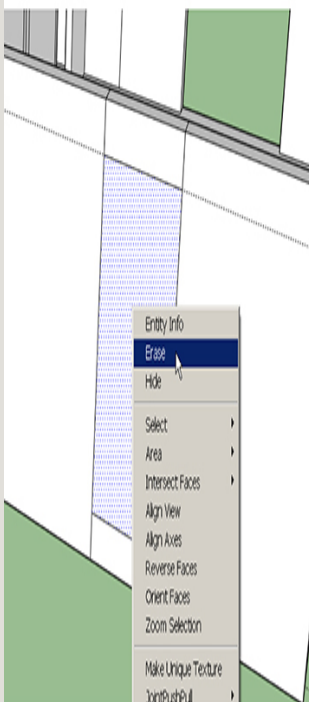 Entity Info
Erase
Hide
Select
Area
Intersect Faces
Align View
Align Axes
Reverse Faces
Orient Faces
Zoom Selection
Make Unique Texture
JointPushPull